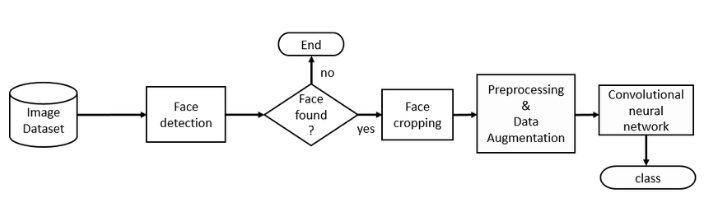 End
no
Image
Dataset
Face
detection
Face
found
?
yes
Face
cropping
Preprocessing
&
Data
Augmentation
Convolutional
neural
network
class